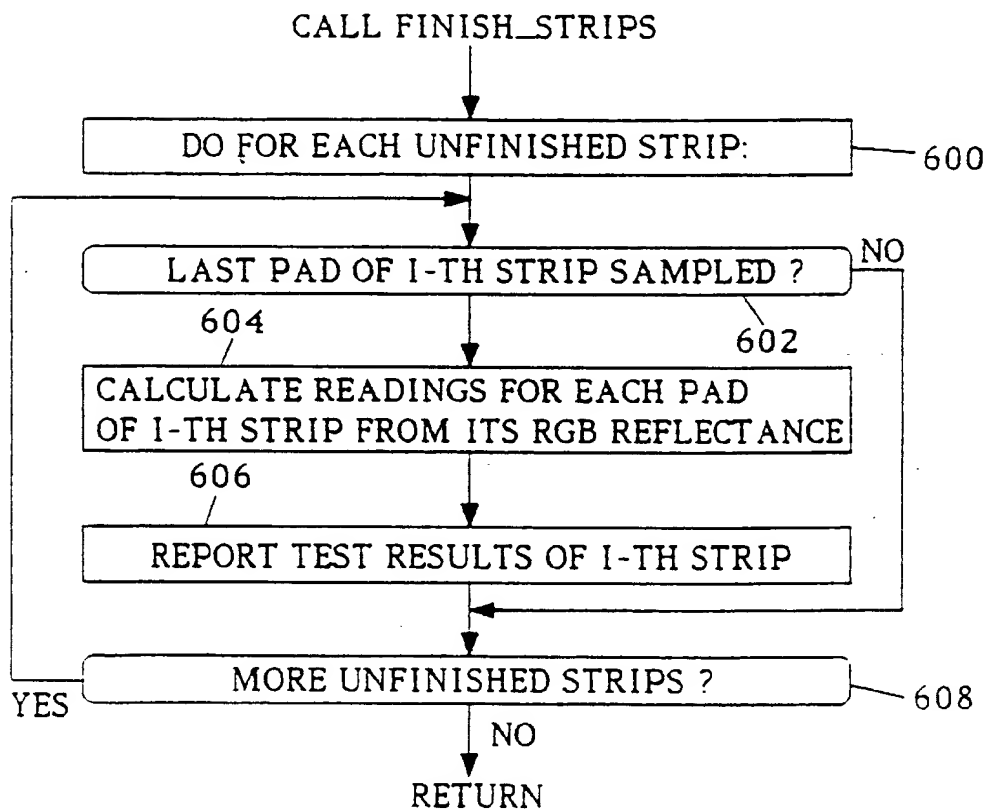 CALL FINISH_STRIPS
DO FOR EACH UNFINISHED STRIP:
600
NO
LAST PAD OF I-TH STRIP SAMPLED ?
604
602
CALCULATE READINGS FOR EACH PAD
OF I-TH STRIP FROM ITS RGB REFLECTANCE
606
REPORT TEST RESULTS OF I-TH STRIP
MORE UNFINISHED STRIPS ?
608
YES
NO
RETURN